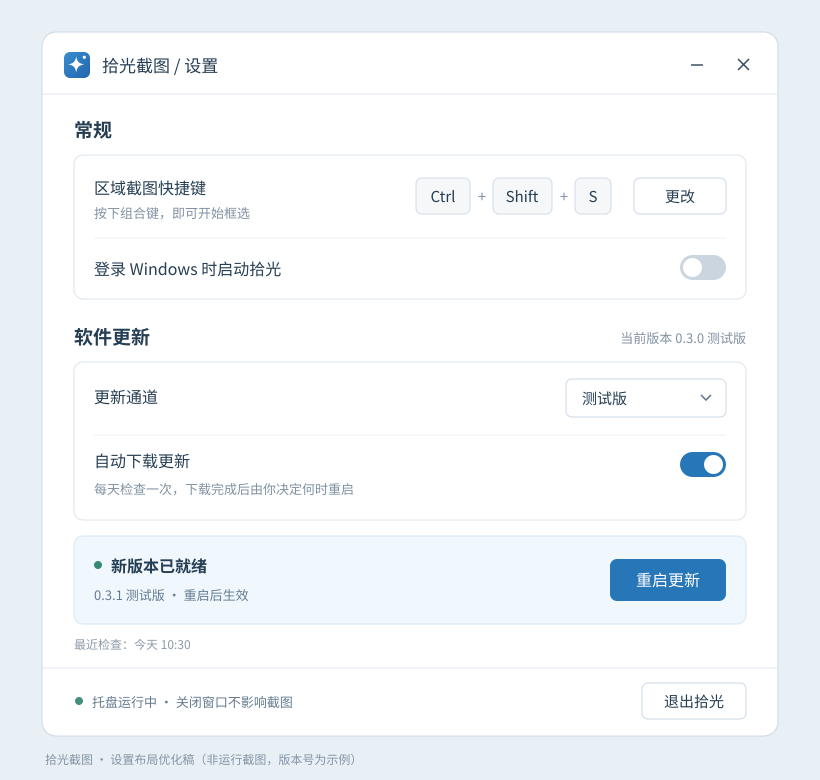 拾光截图 / 设置
常规
区域截图快捷键
按下组合键，即可开始框选
Ctrl + Shift + S 更改
登录 Windows 时启动拾光
软件更新 当前版本 0.3.0 测试版
更新通道 测试版
自动下载更新
每天检查一次，下载完成后由你决定何时重启
新版本已就绪
0.3.1 测试版 · 重启后生效
重启更新
最近检查：今天 10:30
托盘运行中 · 关闭窗口不影响截图 退出拾光
拾光截图 · 设置布局优化稿（非运行截图，版本号为示例）